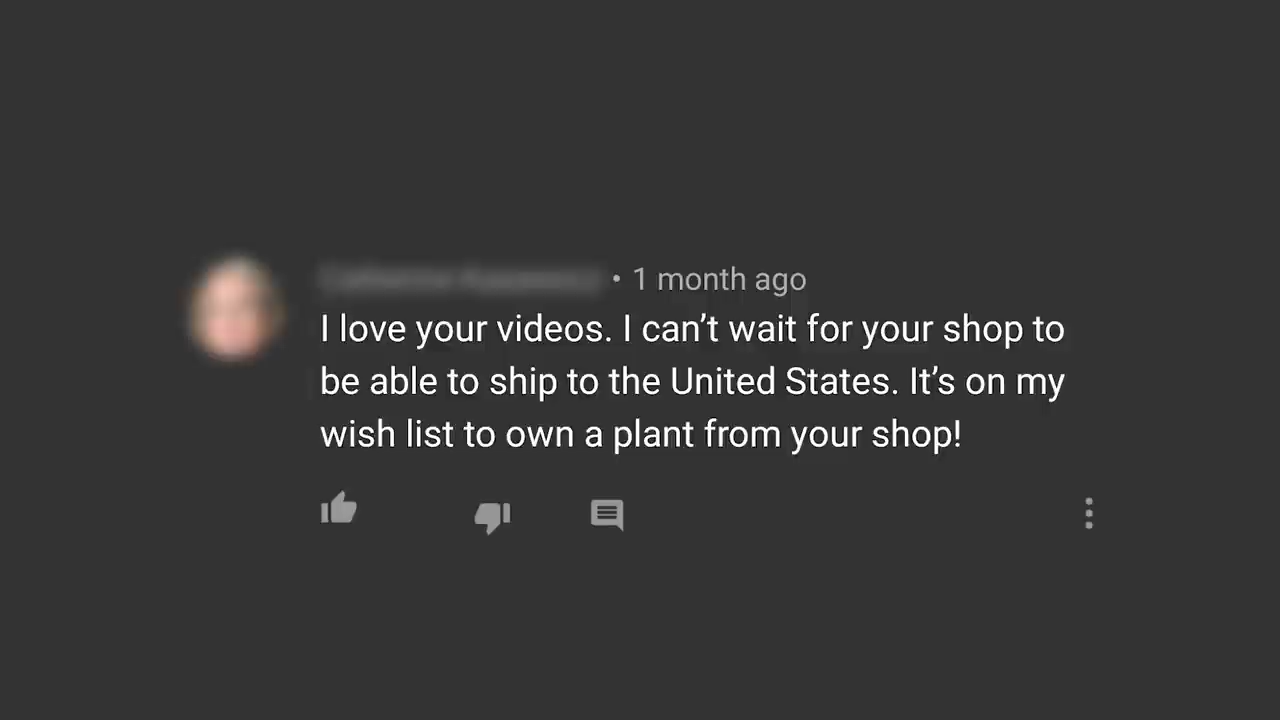 • 1 month ago
I love your videos. I can’t wait for your shop to
be able to ship to the United States. It’s on my
wish list to own a plant from your shop!